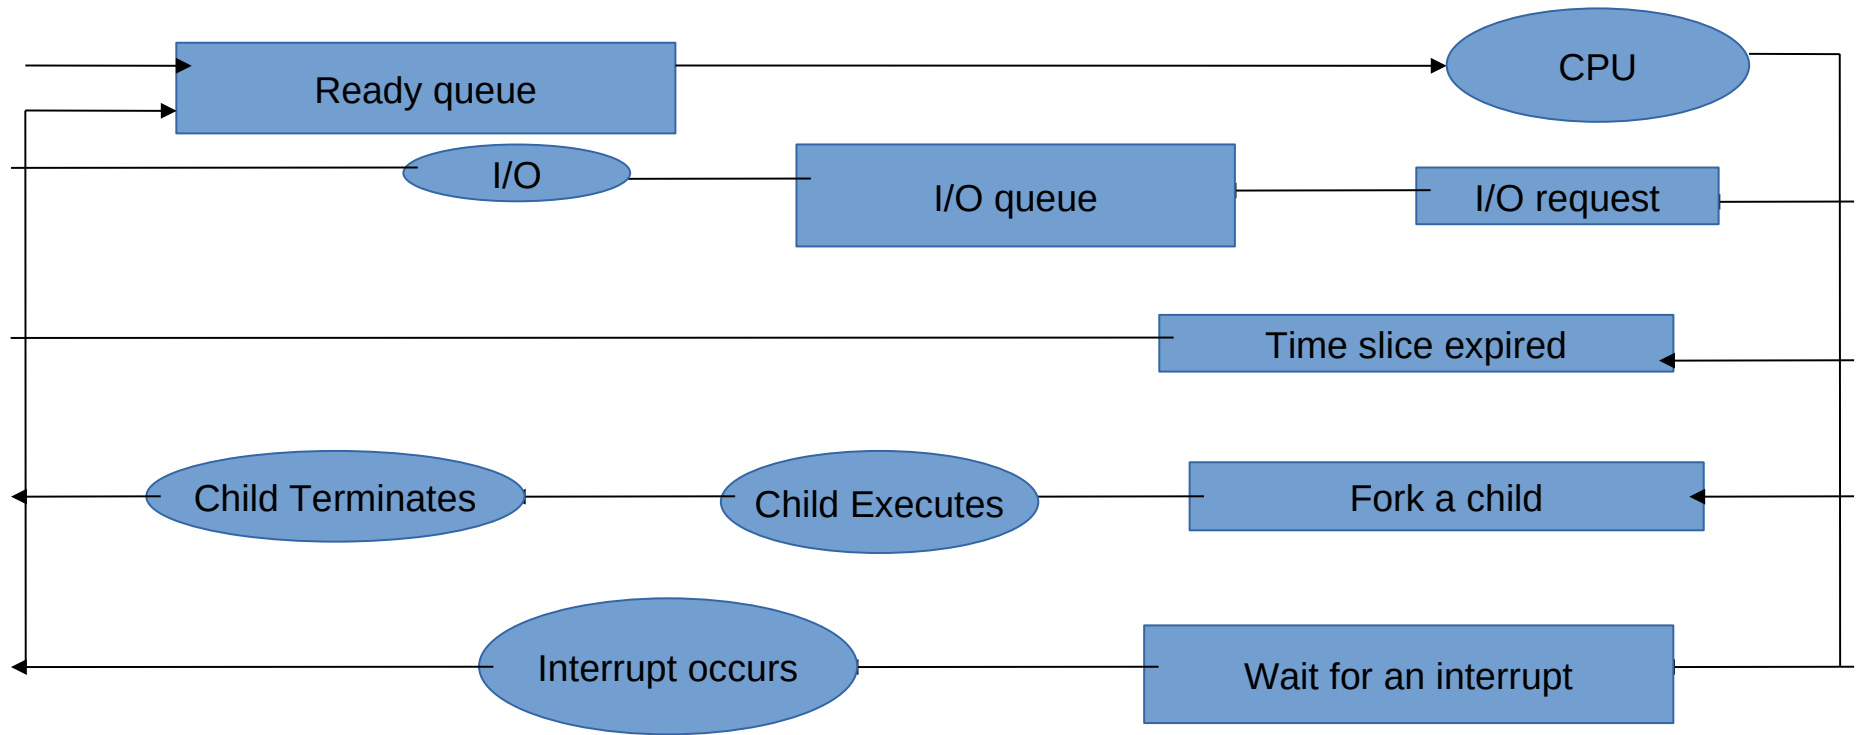 Ready queue
CPU
I/O
I/O queue
I/O request
Time slice expired
Child Terminates
Child Executes
Fork a child
Interrupt occurs
Wait for an interrupt